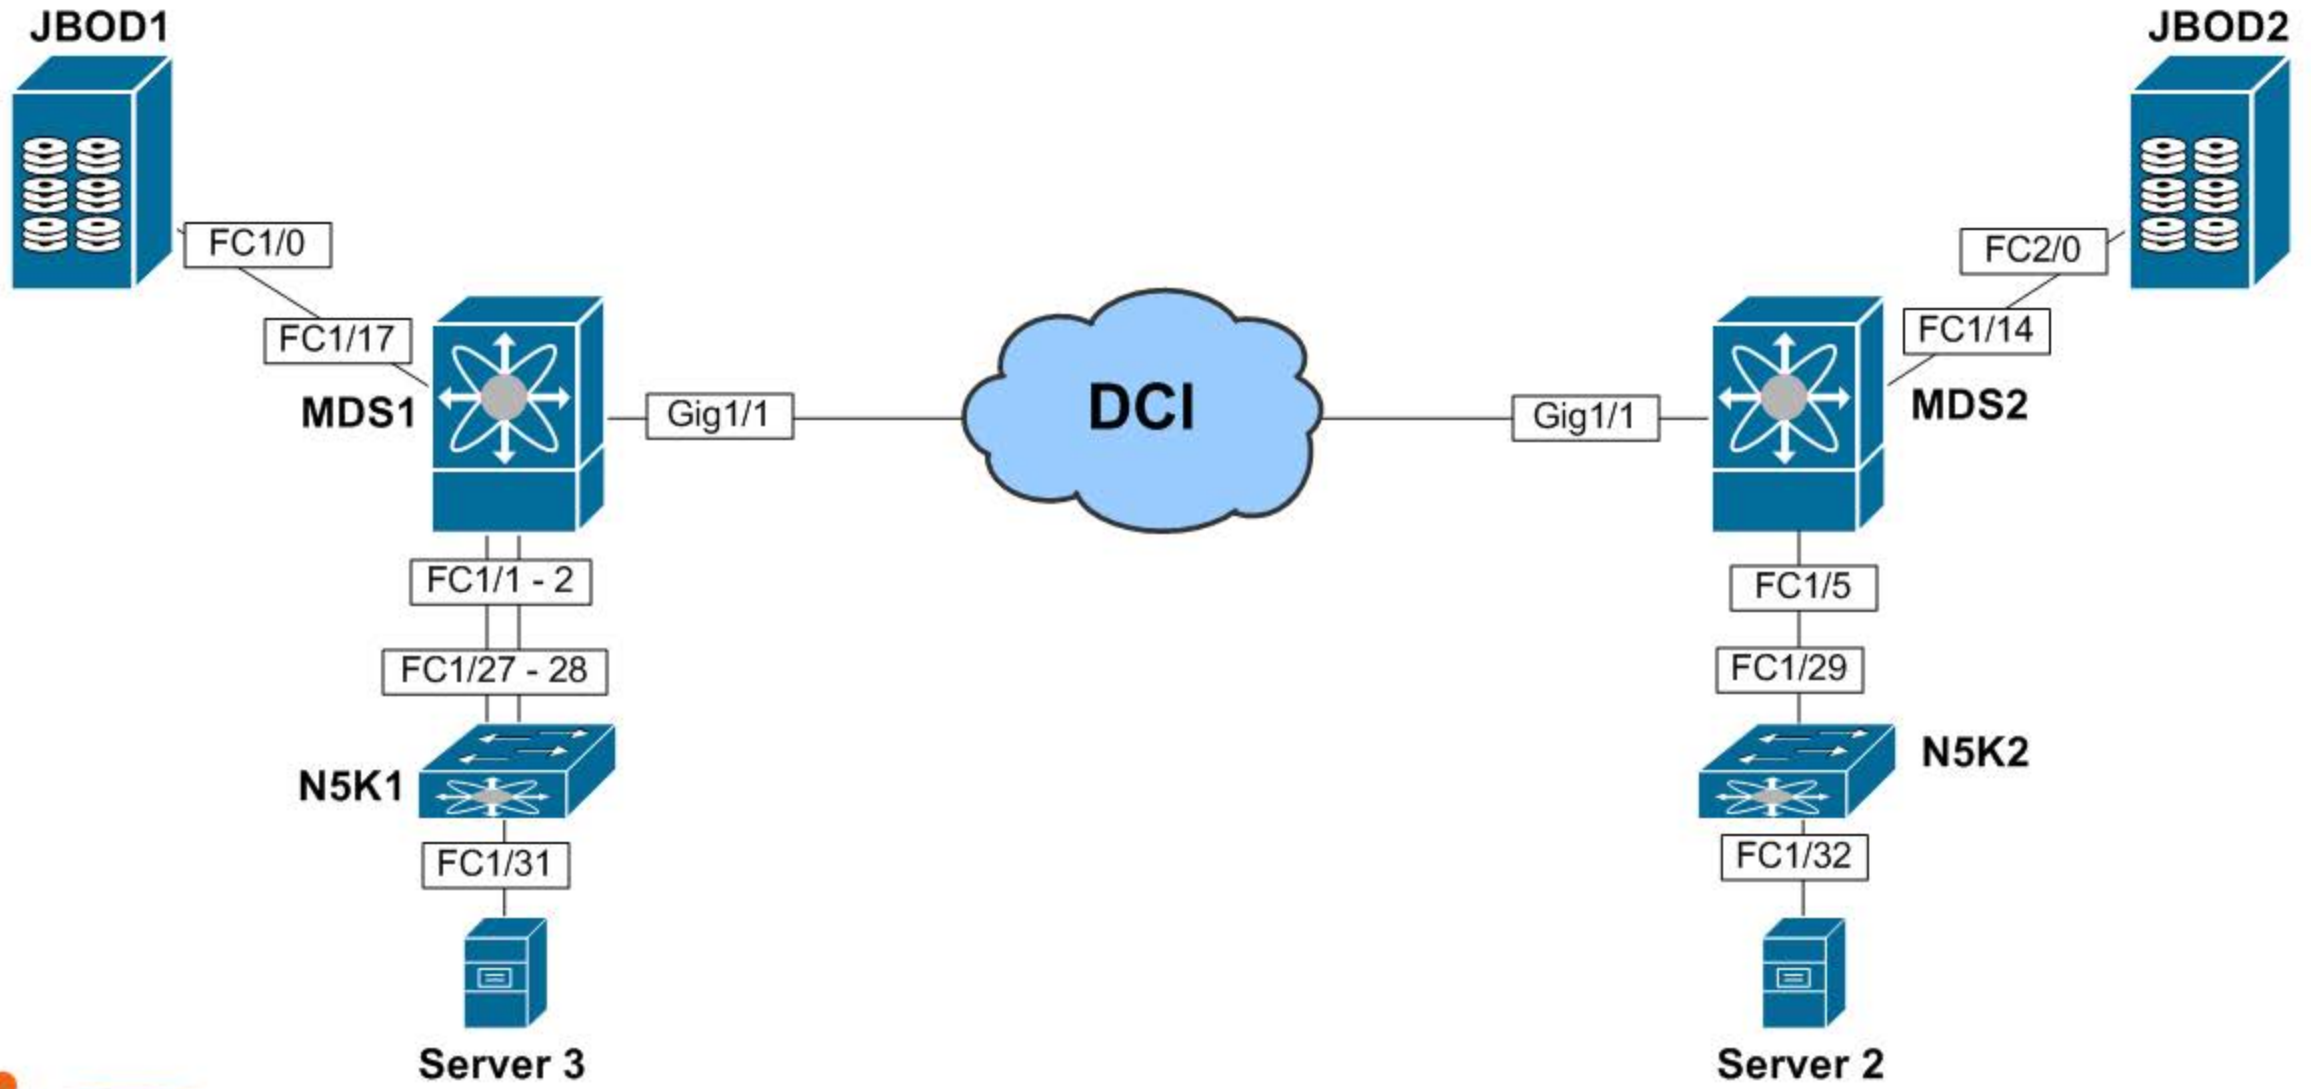 JBOD1
JBOD2
FC1/0
FC2/0
FC1/17
FC1/14
MDS1
Gig1/1
DCI
Gig1/1
MDS2
FC1/1 - 2
FC1/5
FC1/27 - 28
FC1/29
N5K1
N5K2
FC1/31
FC1/32
Server 3
Server 2